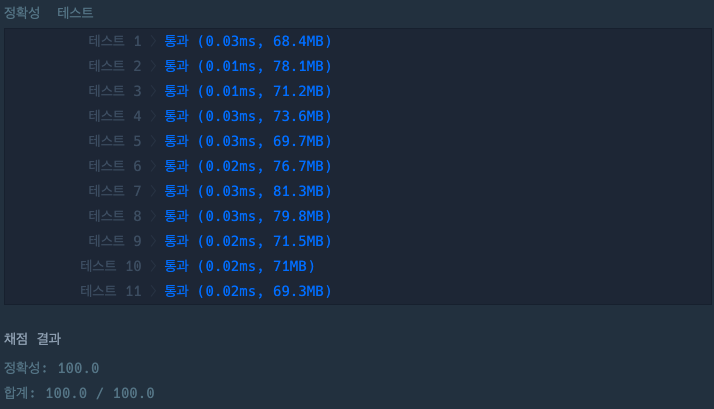 정확성  테스트
테스트 1 〉 통과 (0.03ms, 68.4MB)
테스트 2 〉 통과 (0.01ms, 78.1MB)
테스트 3 〉 통과 (0.01ms, 71.2MB)
테스트 4 〉 통과 (0.03ms, 73.6MB)
테스트 5 〉 통과 (0.03ms, 69.7MB)
테스트 6 〉 통과 (0.02ms, 76.7MB)
테스트 7 〉 통과 (0.03ms, 81.3MB)
테스트 8 〉 통과 (0.03ms, 79.8MB)
테스트 9 〉 통과 (0.02ms, 71.5MB)
테스트 10 〉 통과 (0.02ms, 71MB)
테스트 11 〉 통과 (0.02ms, 69.3MB)
채점 결과
정확성: 100.0
합계: 100.0 / 100.0